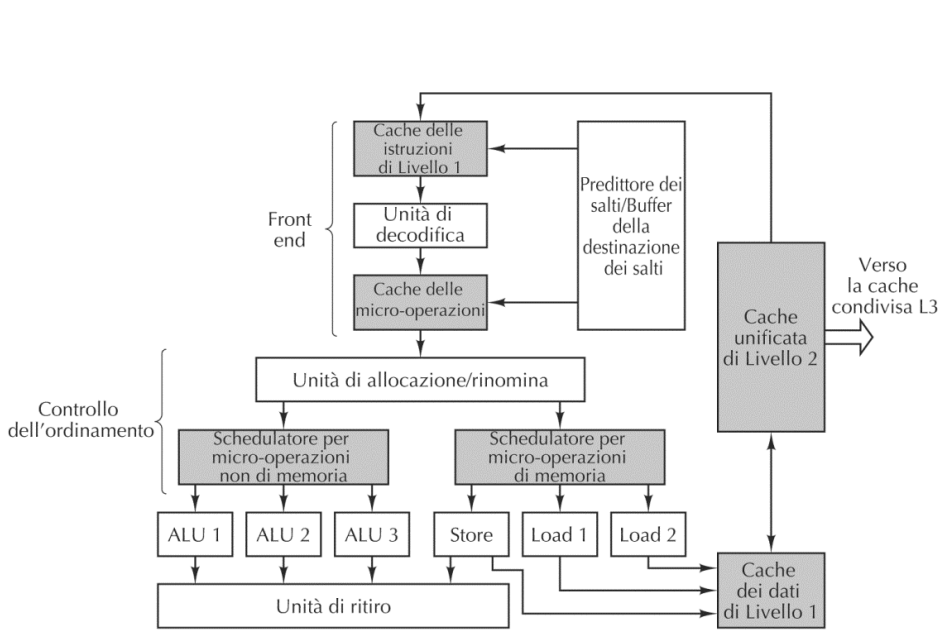 Cache delle
istruzioni
di Livello 1
Predittore dei
salti/Buffer
della
destinazione
dei salti
Front
end
Unità di
decodifica
Cache delle
micro-operazioni
Cache
unificata
di Livello 2
Verso
la cache
condivisa L3
Unità di allocazione/rinomina
Controllo
dell'ordinamento
Schedulatore per
micro-operazioni
non di memoria
Schedulatore per
micro-operazioni
di memoria
ALU 1
ALU 2
ALU 3
Store
Load 1
Load 2
Unità di ritiro
Cache
dei dati
di Livello 1